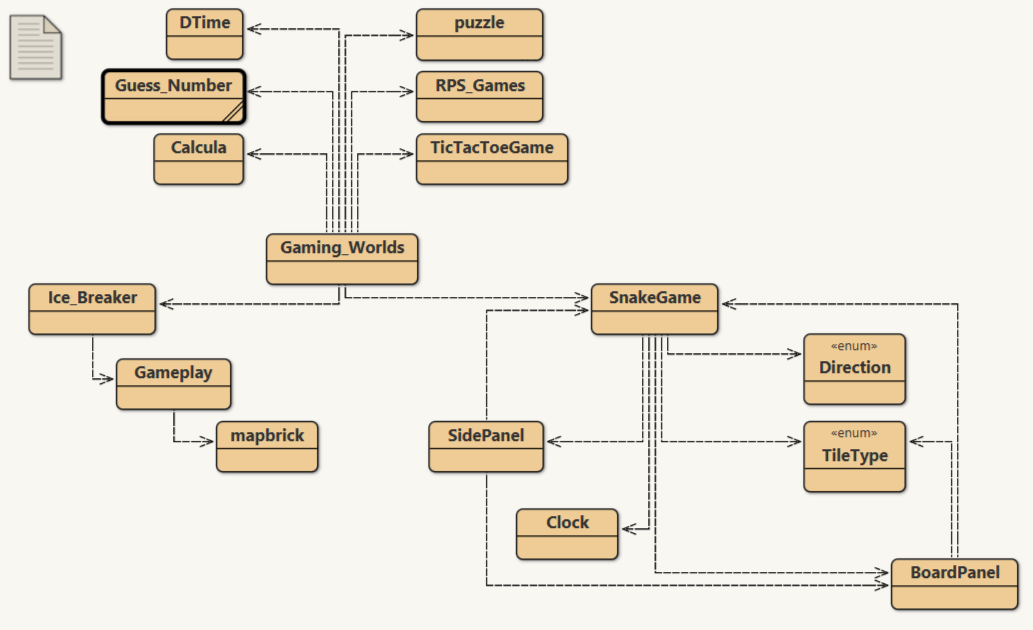 DTime
puzzle
Guess_Number
RPS_Games
Calcula
TicTacToeGame
Gaming_Worlds
Ice_Breaker
SnakeGame
«enum»
Direction
Gameplay
mapbrick
SidePanel
«enum»
TileType
Clock
BoardPanel